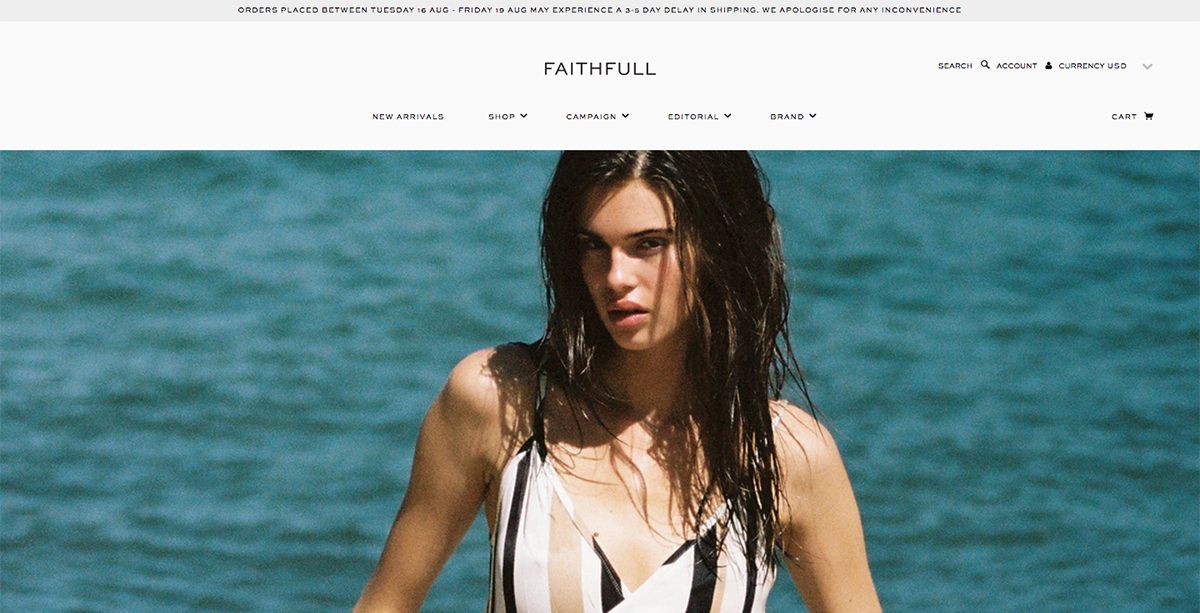 ORDERS PLACED BETWEEN TUESDAY 16 AUG - FRIDAY 19 AUG MAY EXPERIENCE A 3-5 DAY DELAY IN SHIPPING. WE APOLOGISE FOR ANY INCONVENIENCE
FAITHFULL
SEARCH ACCOUNT CURRENCY USD
NEW ARRIVALS SHOP CAMPAIGN EDITORIAL BRAND CART